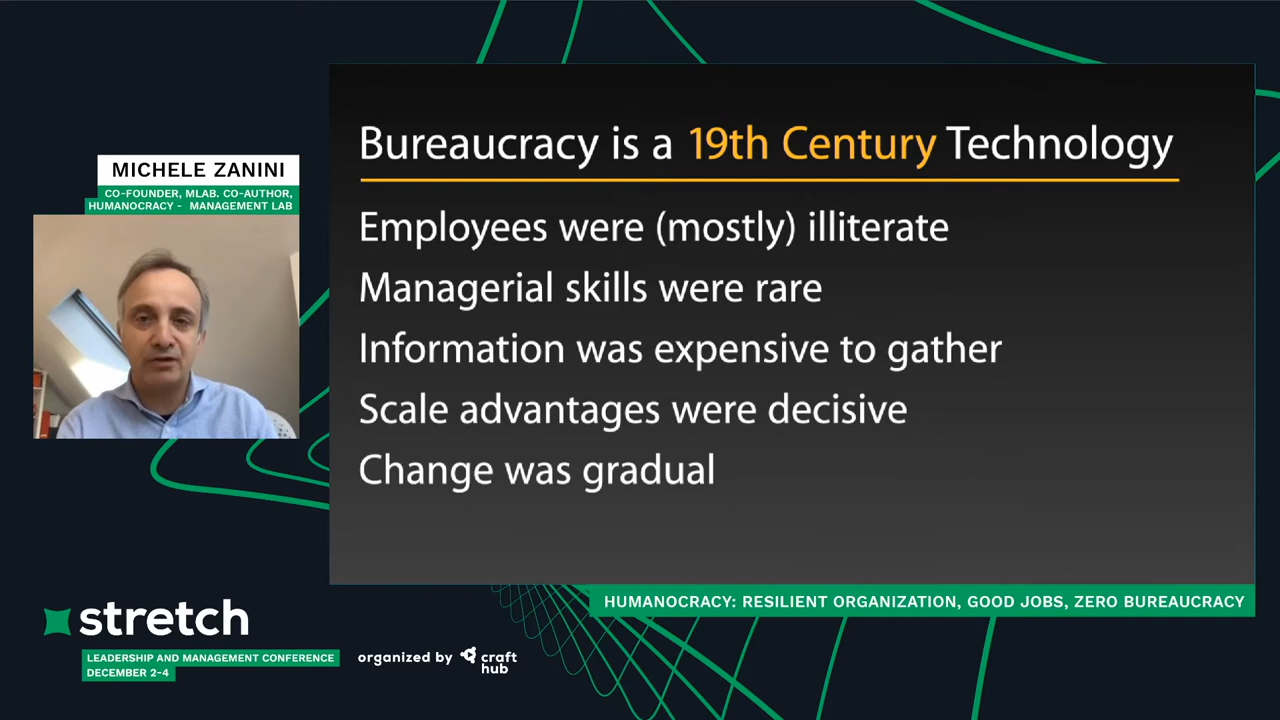 MICHELE ZANINI
CO-FOUNDER, MLAB. CO-AUTHOR,
HUMANOCRACY - MANAGEMENT LAB
Bureaucracy is a 19th Century Technology
Employees were (mostly) illiterate
Managerial skills were rare
Information was expensive to gather
Scale advantages were decisive
Change was gradual
HUMANOCRACY: RESILIENT ORGANIZATION, GOOD JOBS, ZERO BUREAUCRACY
stretch
LEADERSHIP AND MANAGEMENT CONFERENCE
DECEMBER 2-4
organized by
craft
hub